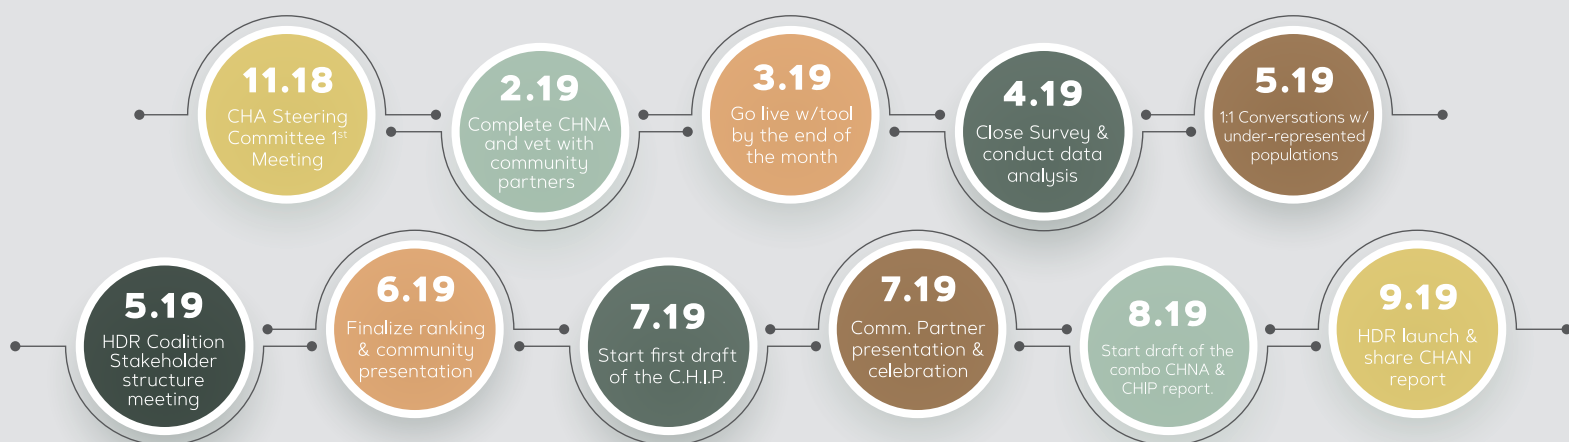 11.18
CHA Steering
Committee 1st
Meeting
2.19
Complete CHNA
and vet with
community
partners
3.19
Go live w/tool
by the end of
the month
4.19
Close Survey &
conduct data
analysis
5.19
1:1 Conversations w/
under-represented
populations
5.19
HDR Coalition
Stakeholder
structure
meeting
6.19
Finalize ranking
& community
presentation
7.19
Start first draft
of the C.H.I.P.
7.19
Comm. Partner
presentation &
celebration
8.19
Start draft of the
combo CHNA &
CHIP report.
9.19
HDR launch &
share CHAN
report